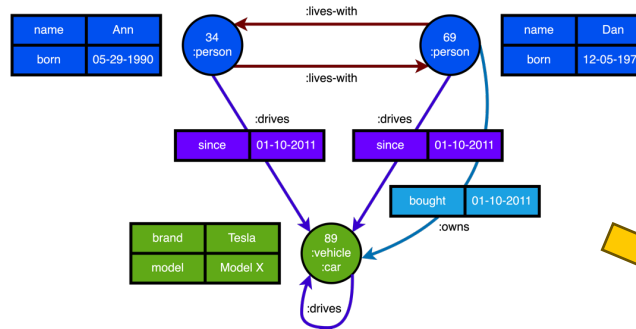 name Ann
born 05-29-1990
34
:person
:lives-with
:lives-with
69
:person
name Dan
born 12-05-197
:drives
since 01-10-2011
:drives
since 01-10-2011
bought 01-10-2011
:owns
brand Tesla
model Model X
89
:vehicle
:car
:drives